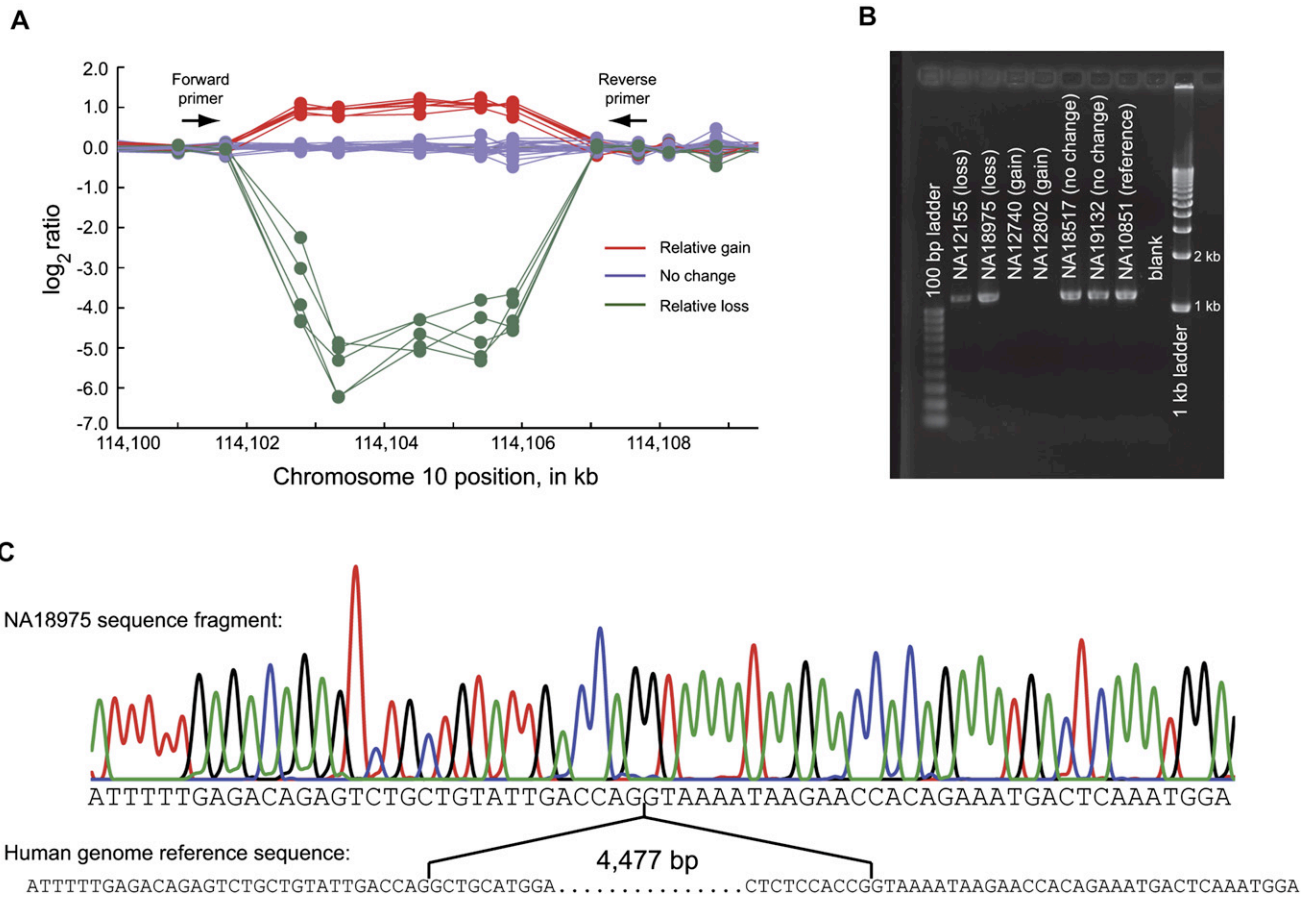 A
2.0
1.0
0.0
-1.0
-2.0
-3.0
-4.0
-5.0
-6.0
-7.0
log2 ratio
Forward
primer
Reverse
primer
Relative gain
No change
Relative loss
114,100
114,102
114,104
114,106
114,108
Chromosome 10 position, in kb
B
100 bp ladder
NA12155 (loss)
NA18975 (loss)
NA12740 (gain)
NA12802 (gain)
NA18517 (no change)
NA19132 (no change)
NA10851 (reference)
blank
1 kb ladder
2 kb
1 kb
C
NA18975 sequence fragment:
ATTTTTGAGACAGAGTCTGCTGTATTGACCAGGTAAAATAAGAACCACAGAAATGACTCAAATGGA
4,477 bp
Human genome reference sequence:
ATTTTTGAGACAGAGTCTGCTGTATTGACCAGGCTGCATGGA...............CTCTCCACCGGTAAAATAAGAACCACAGAAATGACTCAAATGGA